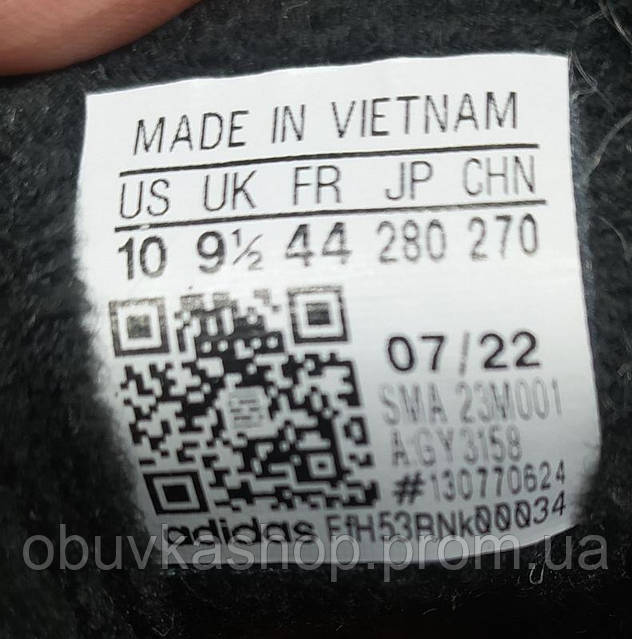 MADE IN VIETNAM
US UK FR JP CHN
10 9½ 44 280 270
07/22
SMA 23M001
A:GY3158
#130770624
adidas EfH53RNk00034
obuvkashop.prom.ua